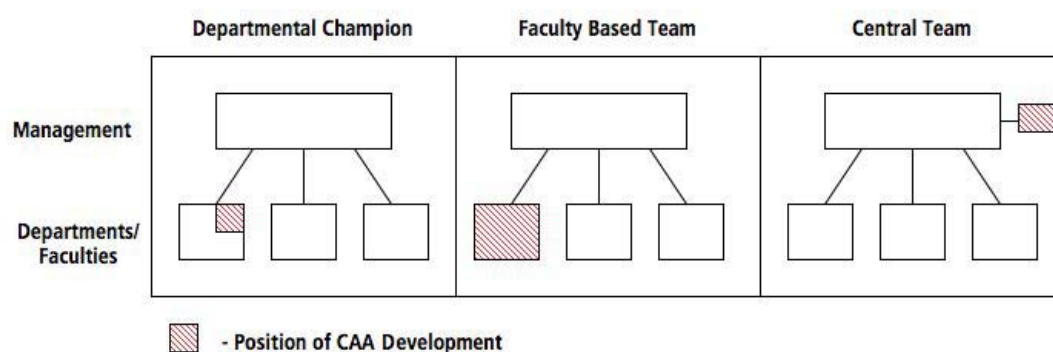 Departmental Champion
Faculty Based Team
Central Team
Management
Departments/
Faculties
- Position of CAA Development